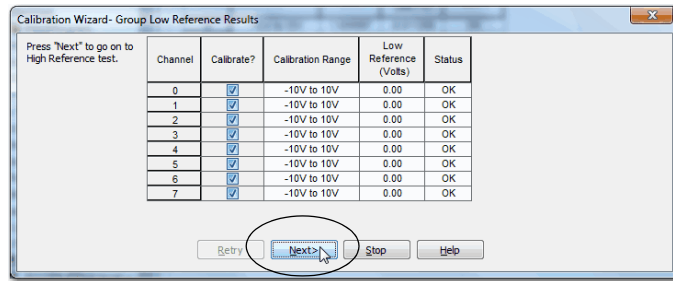 Calibration Wizard- Group Low Reference Results
Press "Next" to go on to
High Reference test.
Channel Calibrate? Calibration Range Low Reference (Volts) Status
0 -10V to 10V 0.00 OK
1 -10V to 10V 0.00 OK
2 -10V to 10V 0.00 OK
3 -10V to 10V 0.00 OK
4 -10V to 10V 0.00 OK
5 -10V to 10V 0.00 OK
6 -10V to 10V 0.00 OK
7 -10V to 10V 0.00 OK
Retry Next> Stop Help